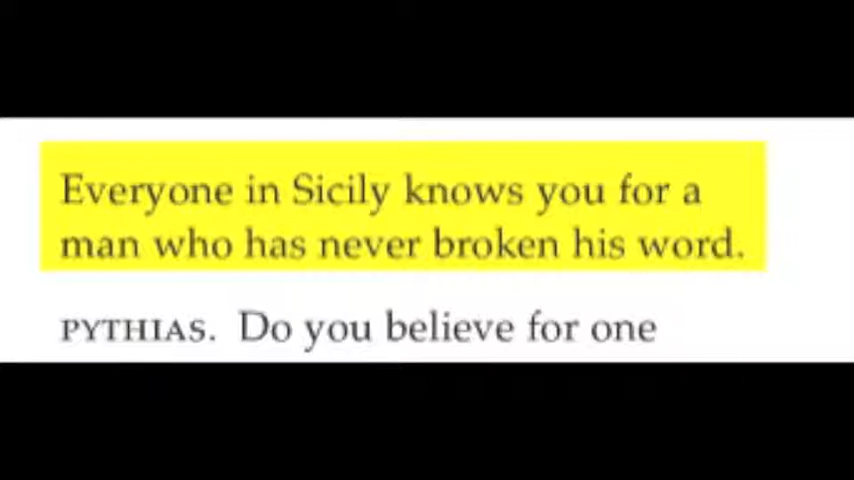 Everyone in Sicily knows you for a
man who has never broken his word.
PYTHIAS. Do you believe for one